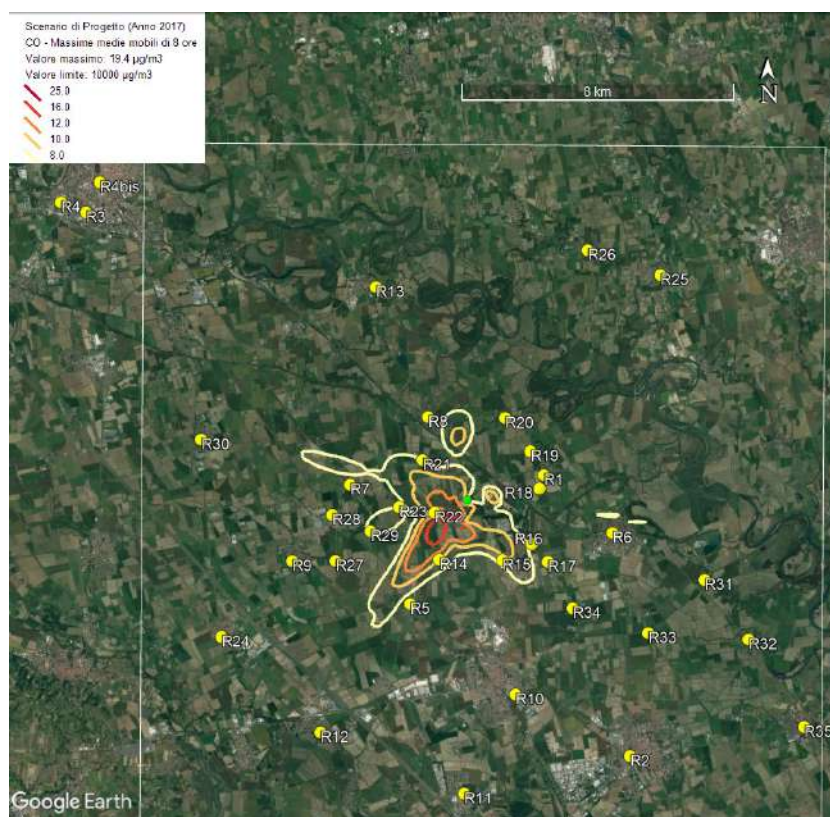 Scenario di Progetto (Anno 2017)
CO - Massime medie mobili di 8 ore
Valore massimo: 19.4 µg/m3
Valore limite: 10000 µg/m3
25.0
16.0
12.0
10.0
8.0
8 km
N
R4bis
R4
R3
R26
R25
R13
R8
R20
R30
R19
R21
R1
R7
R18
R23
R22
R28
R29
R16
R6
R9
R27
R14
R15
R17
R31
R5
R34
R24
R33
R32
R10
R35
R12
R2
R11
Google Earth